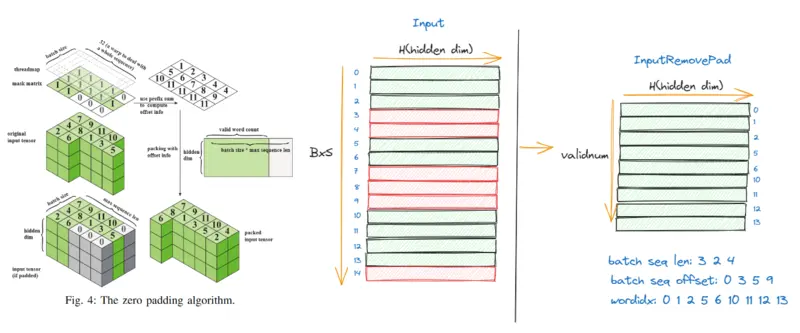 batch size
32 (a warp to deal with
a whole sequence)
threadmap
mask matrix
use prefix sum
to compute
offset info
original
input tensor
packing with
offset info
valid word count
hidden
dim
batch size * max sequence len
batch size
max sequence len
hidden
dim
input tensor
(if padded)
packed
input tensor
Fig. 4: The zero padding algorithm.
Input
H(hidden dim)
BxS
0
1
2
3
4
5
6
7
8
9
10
11
12
13
14
InputRemovePad
H(hidden dim)
validnum
0
1
2
5
6
10
11
12
13
batch seq len: 3 2 4
batch seq offset: 0 3 5 9
wordidx: 0 1 2 5 6 10 11 12 13